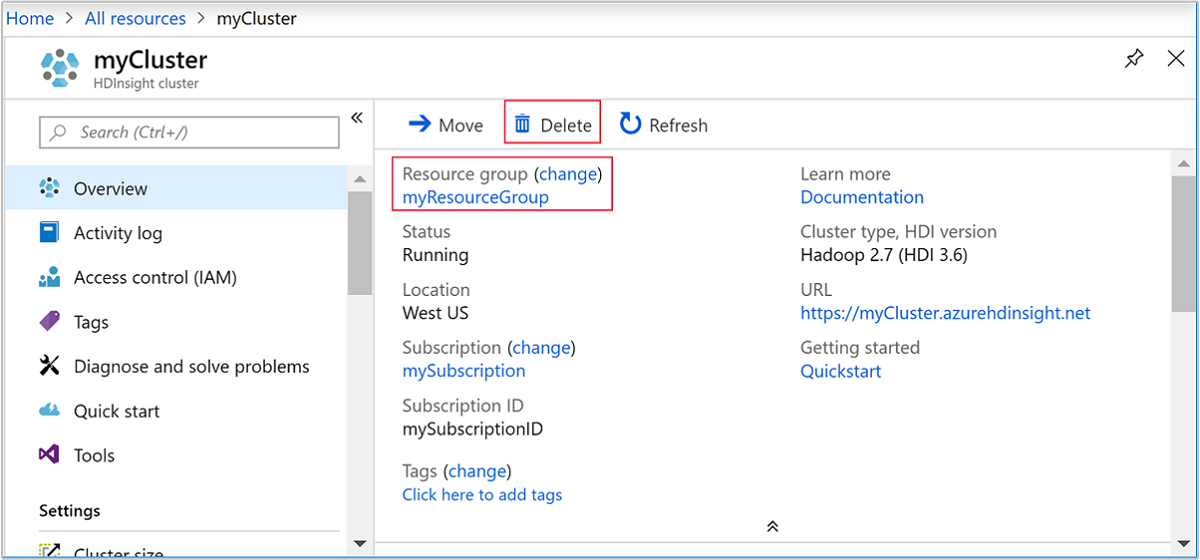 Home > All resources > myCluster
myCluster
HDInsight cluster
Search (Ctrl+/)
«
Overview
Activity log
Access control (IAM)
Tags
Diagnose and solve problems
Quick start
Tools
Settings
Cluster size
Move Delete Refresh
Resource group (change)
myResourceGroup
Status
Running
Location
West US
Subscription (change)
mySubscription
Subscription ID
mySubscriptionID
Tags (change)
Click here to add tags
Learn more
Documentation
Cluster type, HDI version
Hadoop 2.7 (HDI 3.6)
URL
https://myCluster.azurehdinsight.net
Getting started
Quickstart